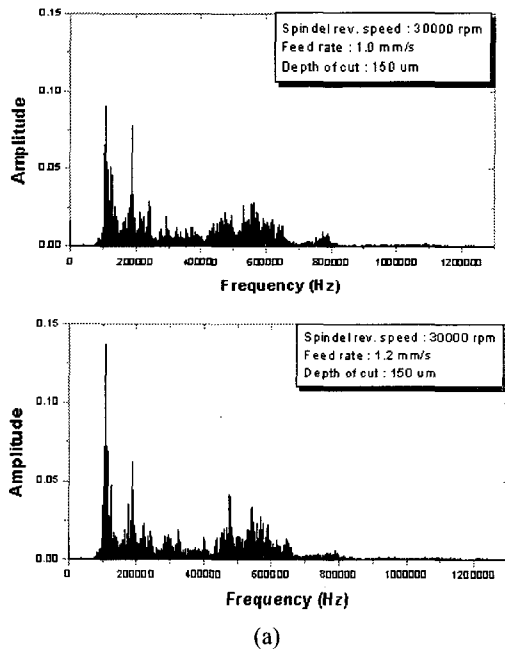 0.15
Spindel rev. speed : 30000 rpm
Feed rate : 1.0 mm/s
Depth of cut : 150 um
0.10
Amplitude
0.05
0.00
0 200000 400000 600000 800000 1000000 1200000
Frequency (Hz)
0.15
Spindel rev. speed : 30000 rpm
Feed rate : 1.2 mm/s
Depth of cut : 150 um
0.10
Amplitude
0.05
0.00
0 200000 400000 600000 800000 1000000 1200000
Frequency (Hz)
(a)